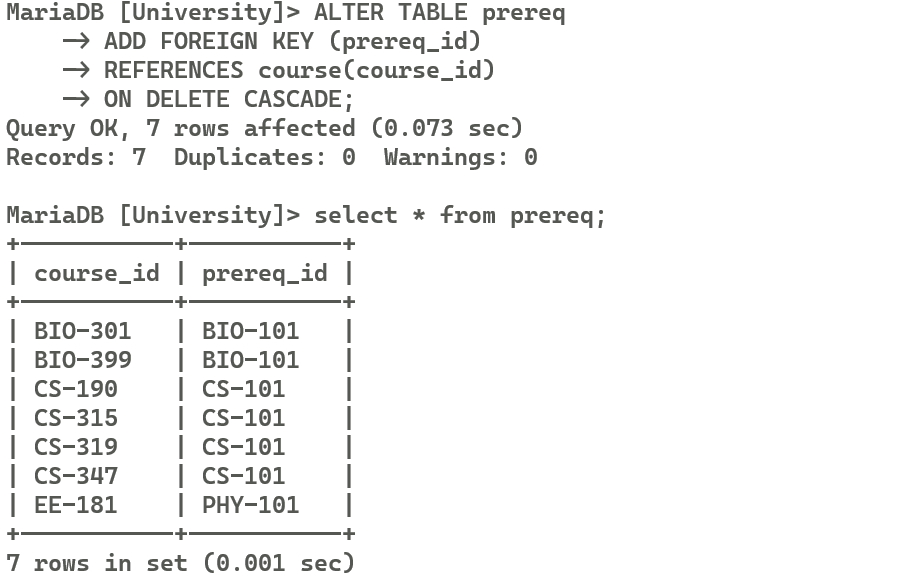 MariaDB [University]> ALTER TABLE prereq
    -> ADD FOREIGN KEY (prereq_id)
    -> REFERENCES course(course_id)
    -> ON DELETE CASCADE;
Query OK, 7 rows affected (0.073 sec)
Records: 7  Duplicates: 0  Warnings: 0

MariaDB [University]> select * from prereq;
+-----------+-----------+
| course_id | prereq_id |
+-----------+-----------+
| BIO-301   | BIO-101   |
| BIO-399   | BIO-101   |
| CS-190    | CS-101    |
| CS-315    | CS-101    |
| CS-319    | CS-101    |
| CS-347    | CS-101    |
| EE-181    | PHY-101   |
+-----------+-----------+
7 rows in set (0.001 sec)